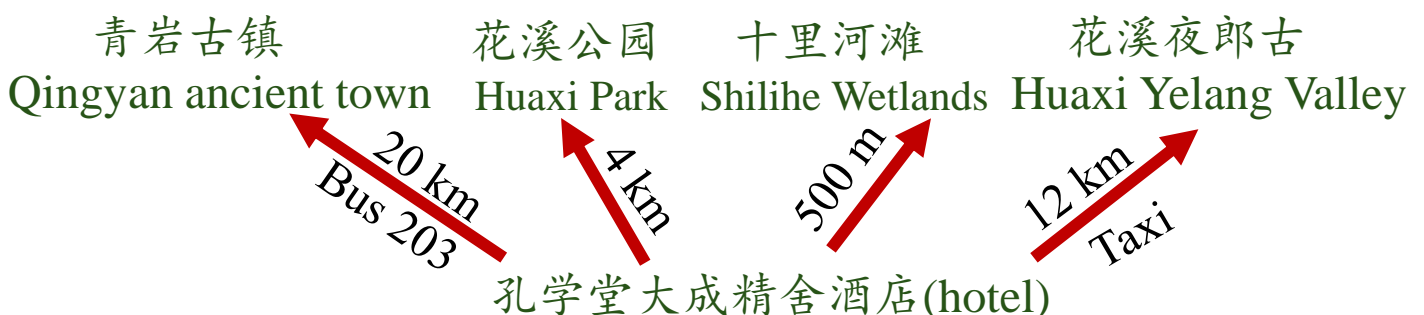 青岩古镇
Qingyan ancient town
花溪公园
Huaxi Park
十里河滩
Shilihe Wetlands
花溪夜郎古
Huaxi Yelang Valley
20 km
Bus 203
4 km
500 m
12 km
Taxi
孔学堂大成精舍酒店(hotel)